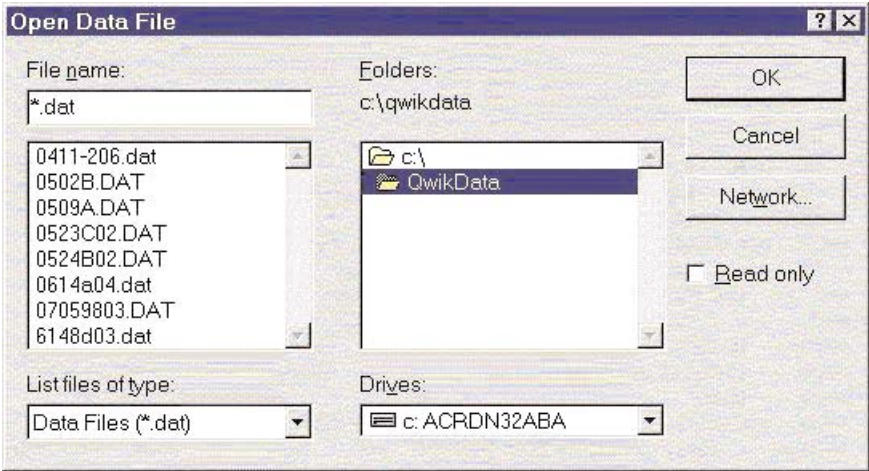 Open Data File
File name:
*.dat
0411-206.dat
0502B.DAT
0509A.DAT
0523C02.DAT
0524B02.DAT
0614a04.dat
07059803.DAT
6148d03.dat
List files of type:
Data Files (*.dat)
Folders:
c:\qwikdata
c:\
QwikData
Drives:
c: ACRDN32ABA
OK
Cancel
Network...
Read only